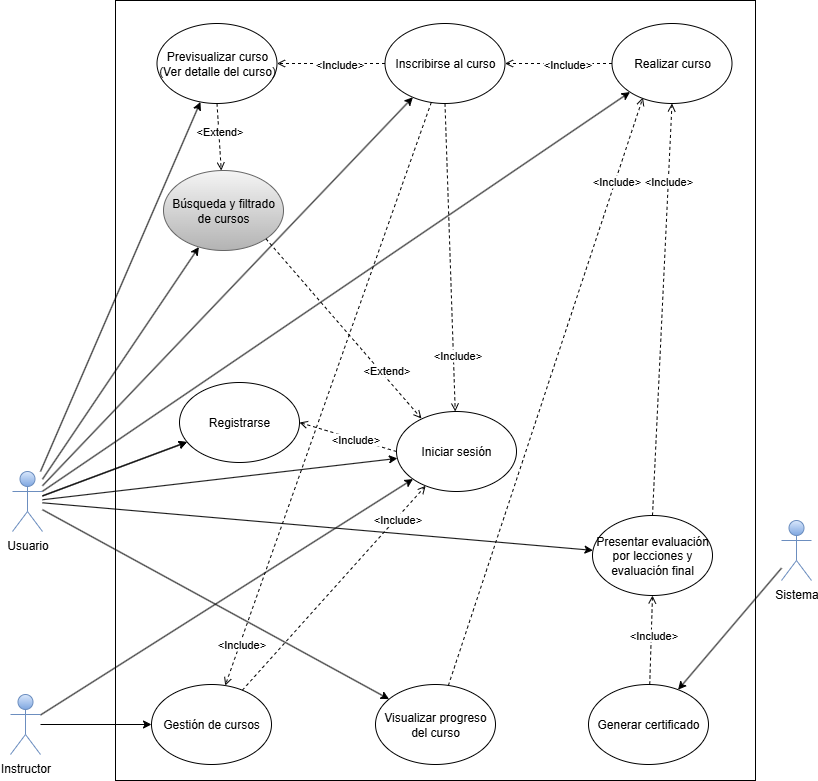 Previsualizar curso
(Ver detalle del curso)
<Include>
Inscribirse al curso
<Include>
Realizar curso
<Extend>
Búsqueda y filtrado
de cursos
<Include>
<Include>
<Include>
<Extend>
Registrarse
<Include>
Iniciar sesión
Usuario
<Include>
Presentar evaluación
por lecciones y
evaluación final
Sistema
<Include>
<Include>
Gestión de cursos
Visualizar progreso
del curso
Generar certificado
Instructor